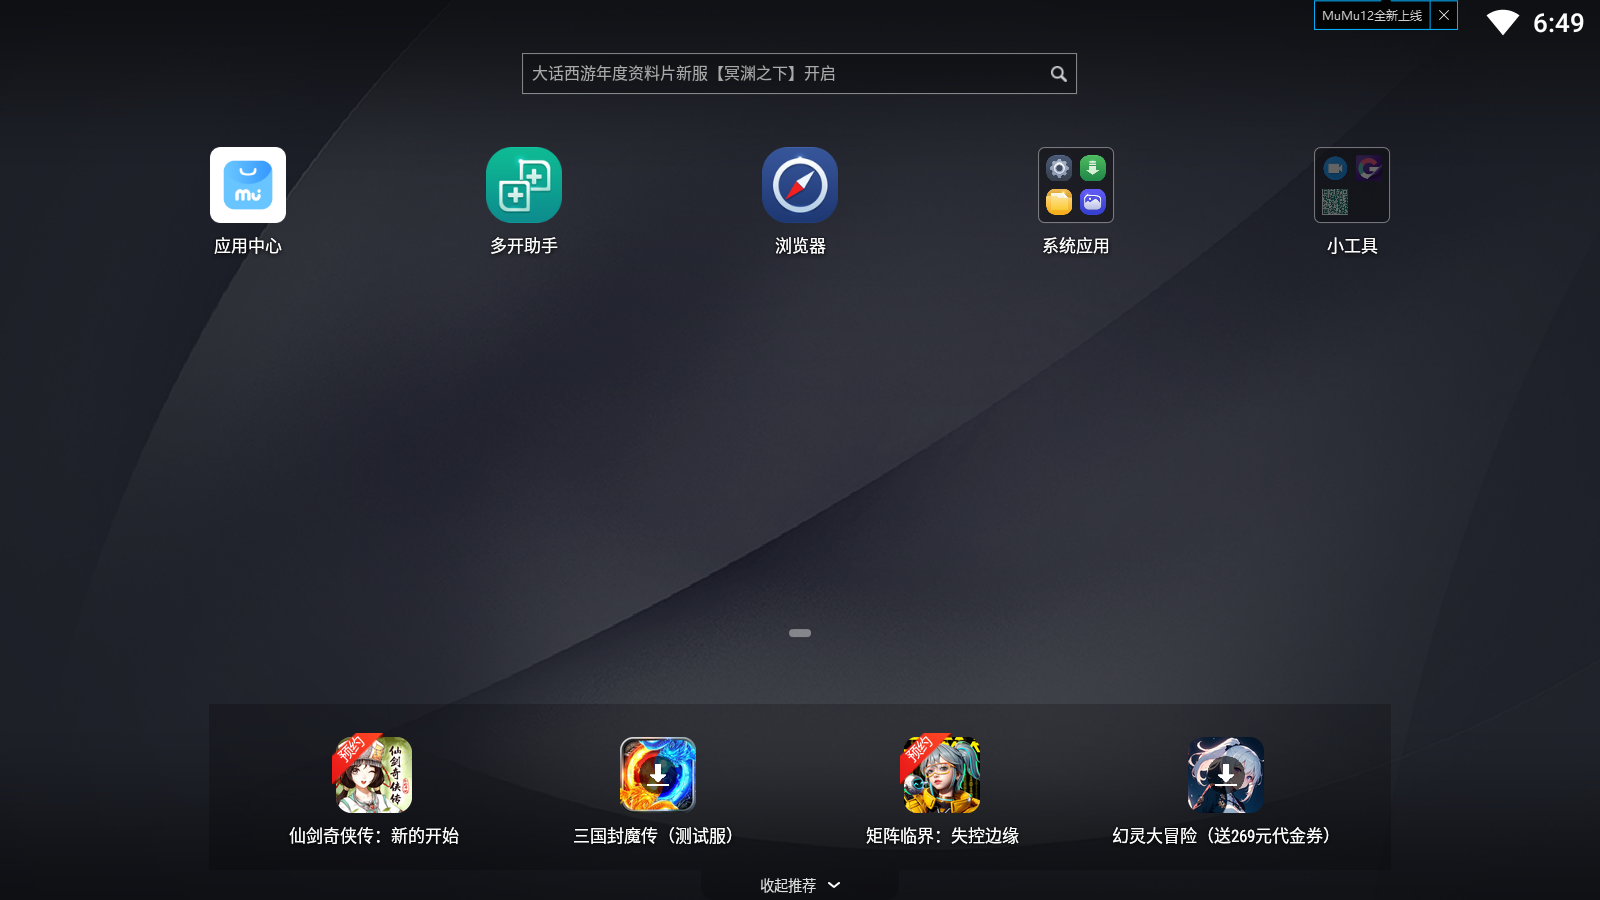 MuMu12全新上线
6:49
大话西游年度资料片新服【冥渊之下】开启
mu
应用中心
多开助手
浏览器
系统应用
小工具
预约
仙剑奇侠传
预约
仙剑奇侠传：新的开始
三国封魔传（测试服）
矩阵临界：失控边缘
幻灵大冒险（送269元代金券）
收起推荐